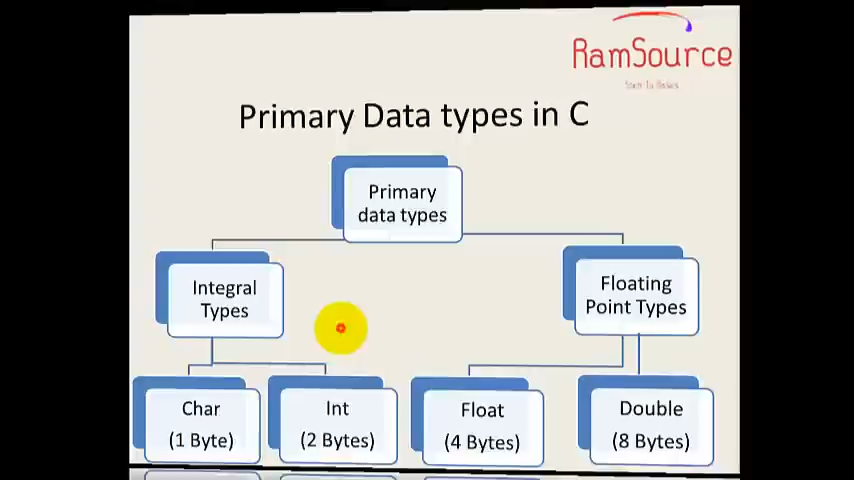 RamSource
Primary Data types in C
Primary
data types
Integral
Types
Floating
Point Types
Char
(1 Byte)
Int
(2 Bytes)
Float
(4 Bytes)
Double
(8 Bytes)